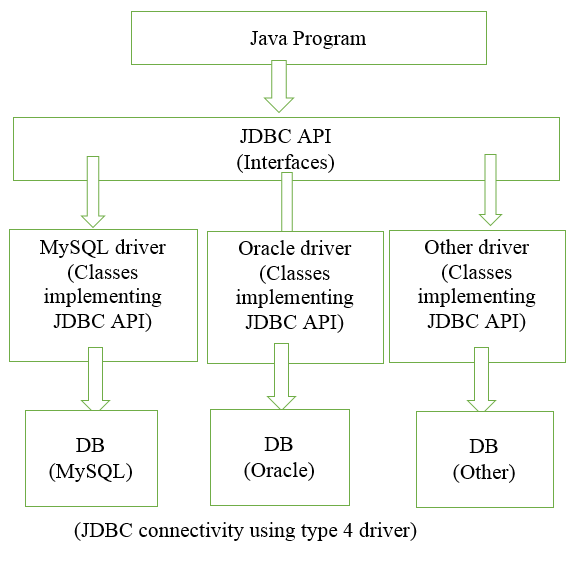 Java Program
JDBC API
(Interfaces)
MySQL driver
(Classes
implementing
JDBC API)
Oracle driver
(Classes
implementing
JDBC API)
Other driver
(Classes
implementing
JDBC API)
DB
(MySQL)
DB
(Oracle)
DB
(Other)
(JDBC connectivity using type 4 driver)